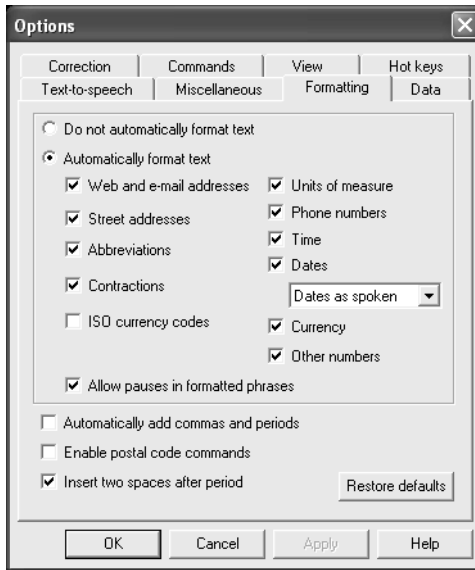 Options
Correction Commands View Hot keys
Text-to-speech Miscellaneous Formatting Data
Do not automatically format text
Automatically format text
Web and e-mail addresses Units of measure
Street addresses Phone numbers
Abbreviations Time
Contractions Dates
Dates as spoken
ISO currency codes Currency
Other numbers
Allow pauses in formatted phrases
Automatically add commas and periods
Enable postal code commands
Insert two spaces after period Restore defaults
OK Cancel Apply Help